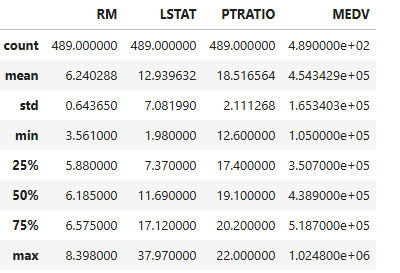 RM LSTAT PTRATIO MEDV
count 489.000000 489.000000 489.000000 4.890000e+02
mean 6.240288 12.939632 18.516564 4.543429e+05
std 0.643650 7.081990 2.111268 1.653403e+05
min 3.561000 1.980000 12.600000 1.050000e+05
25% 5.880000 7.370000 17.400000 3.507000e+05
50% 6.185000 11.690000 19.100000 4.389000e+05
75% 6.575000 17.120000 20.200000 5.187000e+05
max 8.398000 37.970000 22.000000 1.024800e+06